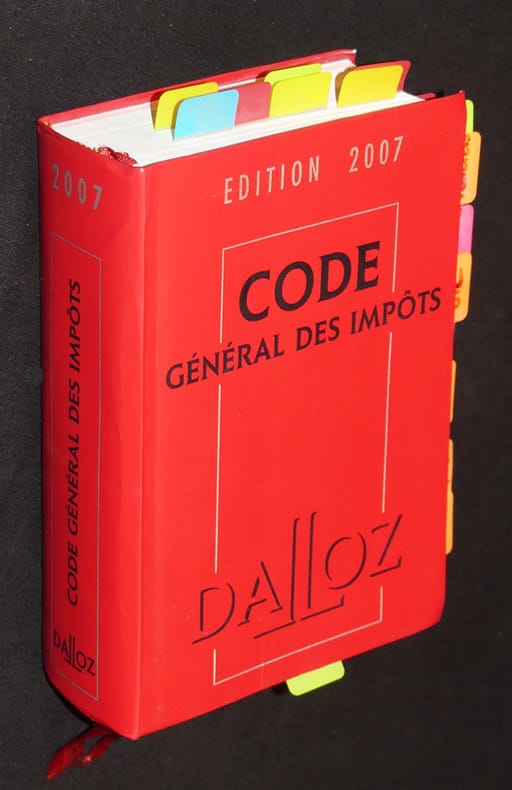 2007
CODE GÉNÉRAL DES IMPÔTS
DALLOZ
EDITION 2007
CODE
GÉNÉRAL DES IMPÔTS
DALLOZ